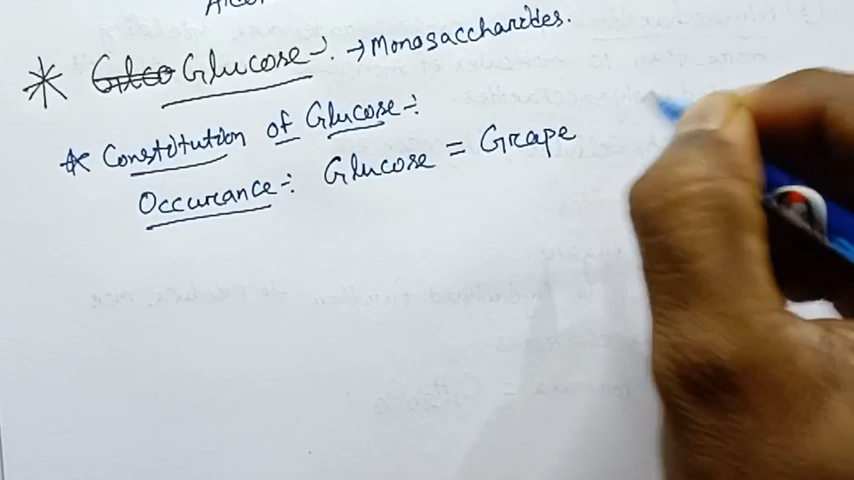 * Glucose :- → Monosaccharides.
* Constitution of Glucose :-
Occurance :- Glucose = Grape